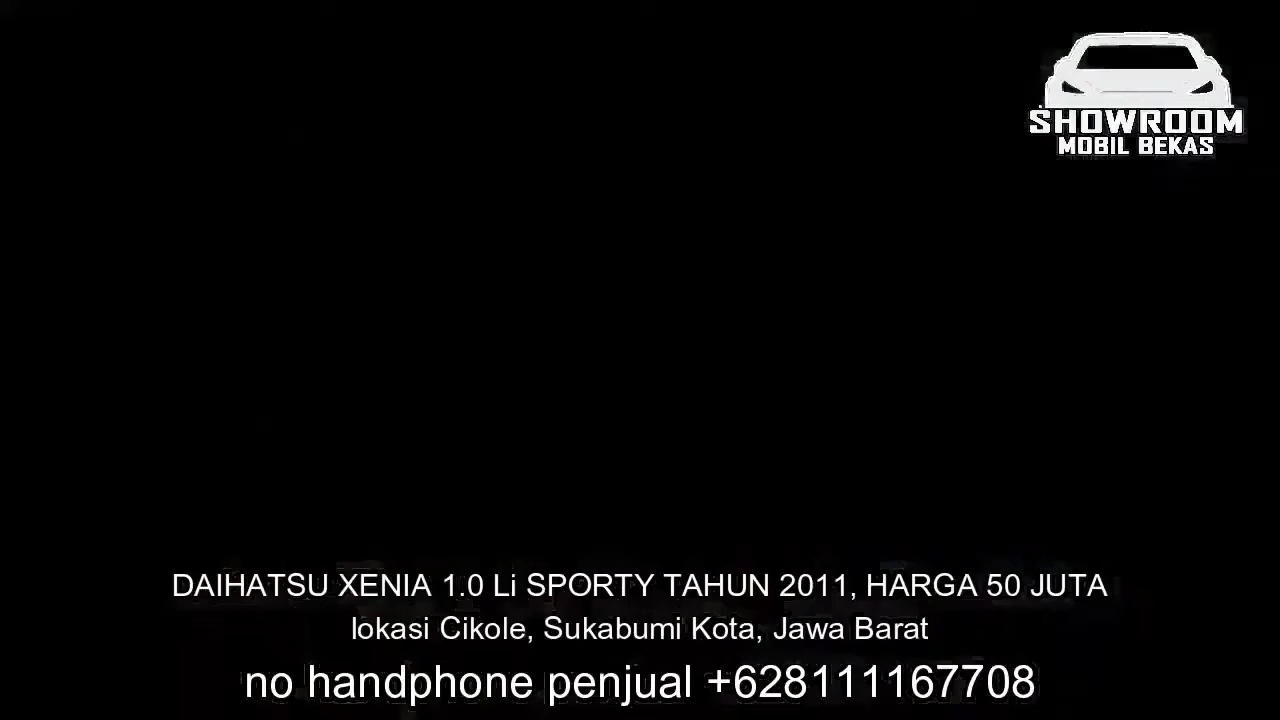 SHOWROOM
MOBIL BEKAS
DAIHATSU XENIA 1.0 Li SPORTY TAHUN 2011, HARGA 50 JUTA
lokasi Cikole, Sukabumi Kota, Jawa Barat
no handphone penjual +628111167708